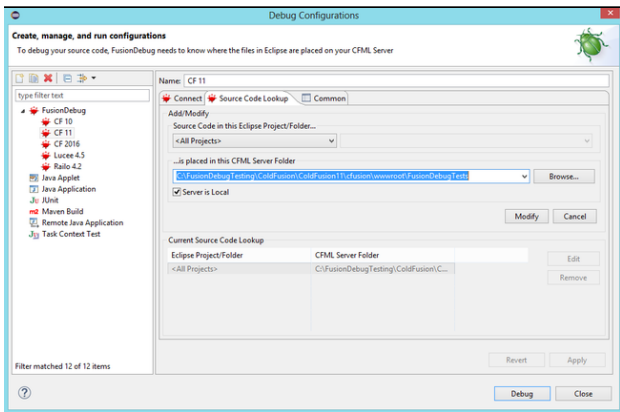 Debug Configurations
Create, manage, and run configurations
To debug your source code, FusionDebug needs to know where the files in Eclipse are placed on your CFML Server
type filter text
FusionDebug
CF 10
CF 11
CF 2016
Lucee 4.5
Railo 4.2
Java Applet
Java Application
JUnit
Maven Build
Remote Java Application
Task Context Test
Filter matched 12 of 12 items
Name: CF 11
Connect Source Code Lookup Common
Add/Modify
Source Code in this Eclipse Project/Folder...
<All Projects>
...is placed in this CFML Server Folder
C:\FusionDebugTesting\ColdFusion\ColdFusion11\cfusion\wwwroot\FusionDebugTests Browse...
Server is Local
Modify Cancel
Current Source Code Lookup
Eclipse Project/Folder CFML Server Folder Edit
<All Projects> C:\FusionDebugTesting\ColdFusion\C... Remove
Revert Apply
Debug Close